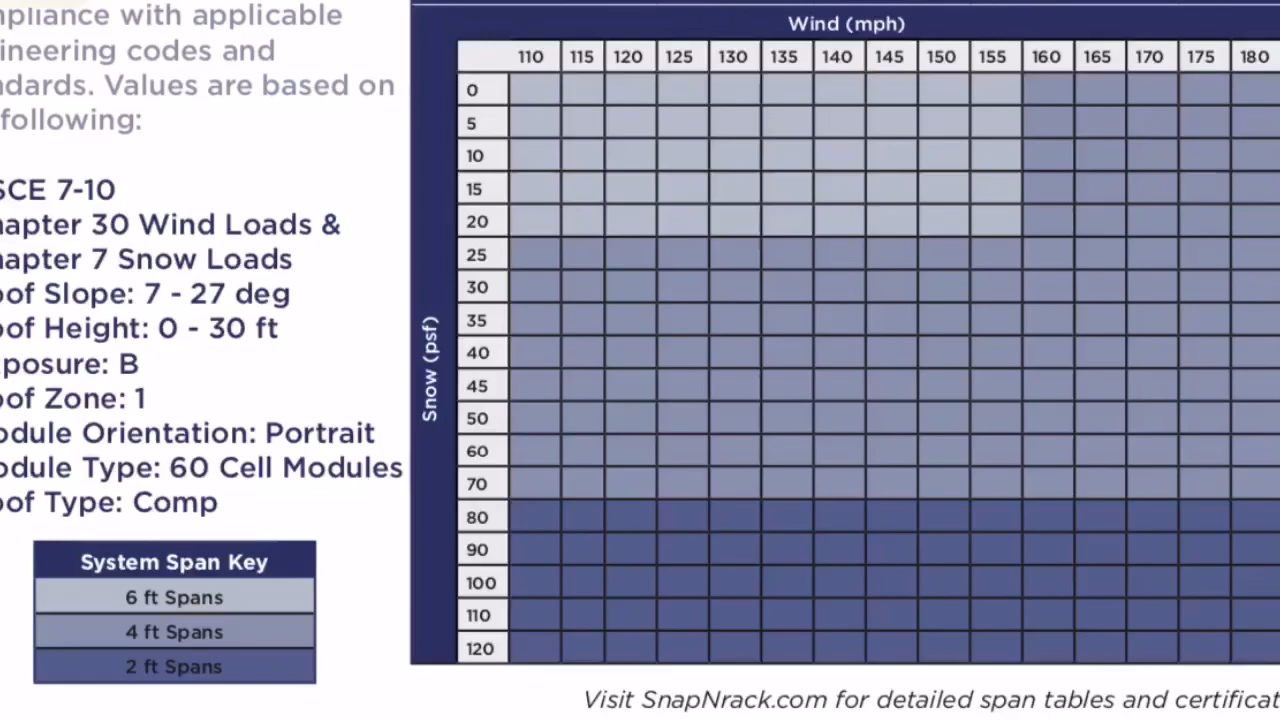 mpliance with applicable
ineering codes and
ndards. Values are based on
following:
SCE 7-10
hapter 30 Wind Loads &
hapter 7 Snow Loads
oof Slope: 7 - 27 deg
oof Height: 0 - 30 ft
xposure: B
oof Zone: 1
odule Orientation: Portrait
odule Type: 60 Cell Modules
oof Type: Comp
System Span Key
6 ft Spans
4 ft Spans
2 ft Spans
Wind (mph)
110 115 120 125 130 135 140 145 150 155 160 165 170 175 180
Snow (psf)
0
5
10
15
20
25
30
35
40
45
50
60
70
80
90
100
110
120
Visit SnapNrack.com for detailed span tables and certificat